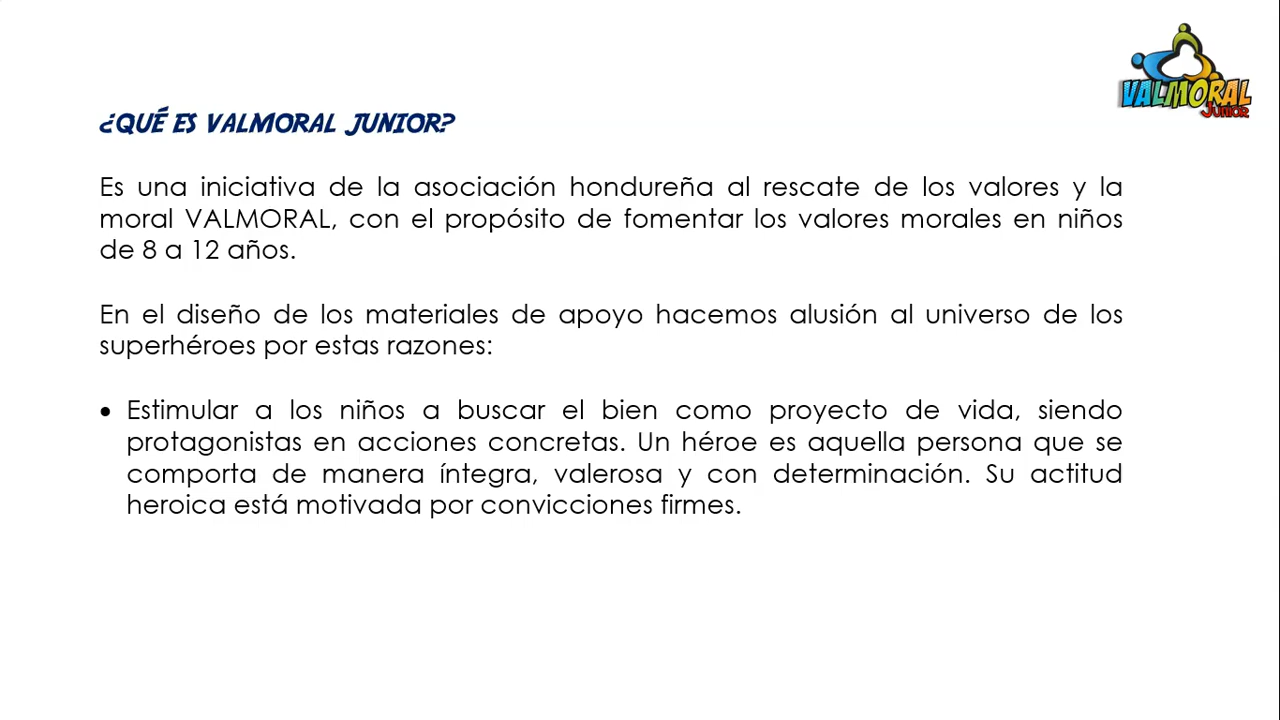 VALMORAL
JUNIOR
¿QUÉ ES VALMORAL JUNIOR?
Es una iniciativa de la asociación hondureña al rescate de los valores y la
moral VALMORAL, con el propósito de fomentar los valores morales en niños
de 8 a 12 años.
En el diseño de los materiales de apoyo hacemos alusión al universo de los
superhéroes por estas razones:
• Estimular a los niños a buscar el bien como proyecto de vida, siendo
protagonistas en acciones concretas. Un héroe es aquella persona que se
comporta de manera íntegra, valerosa y con determinación. Su actitud
heroica está motivada por convicciones firmes.